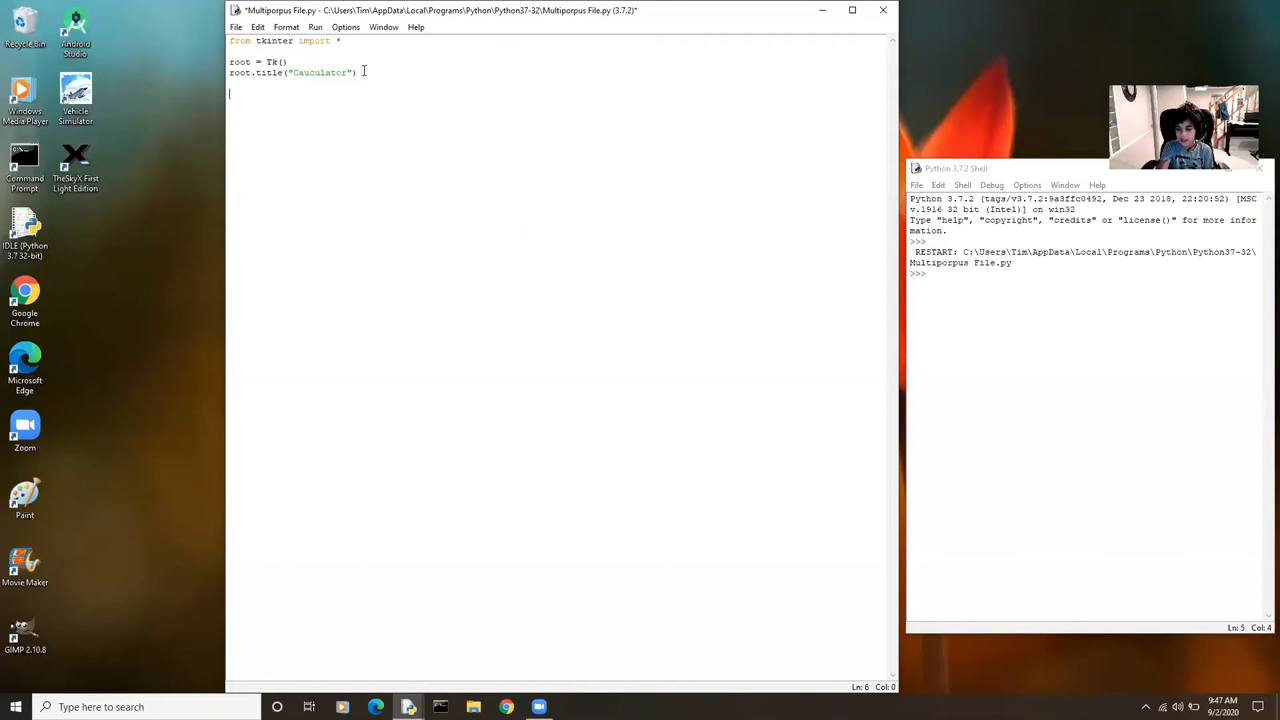 *Multiporpus File.py - C:\Users\Tim\AppData\Local\Programs\Python\Python37-32\Multiporpus File.py (3.7.2)*
File Edit Format Run Options Window Help
from tkinter import *
root = Tk()
root.title("Cauculator")
Ln: 6 Col: 0
Recycle Bin
Android
Studio
Windows
Media Player
Vehicle
Simulator
Command
Prompt
TheSkyX First
Light Edition
IDLE (Python
3.7 32-bit)
Google
Chrome
Microsoft
Edge
Zoom
Paint
Movie Maker
GIMP 2.10.8
Python 3.7.2 Shell
File Edit Shell Debug Options Window Help
Python 3.7.2 (tags/v3.7.2:9a3ffc0492, Dec 23 2018, 22:20:52) [MSC
v.1916 32 bit (Intel)] on win32
Type "help", "copyright", "credits" or "license()" for more infor
mation.
>>>
RESTART: C:\Users\Tim\AppData\Local\Programs\Python\Python37-32\
Multiporpus File.py
>>>
Ln: 5 Col: 4
Type here to search
9:47 AM
9/2/2020